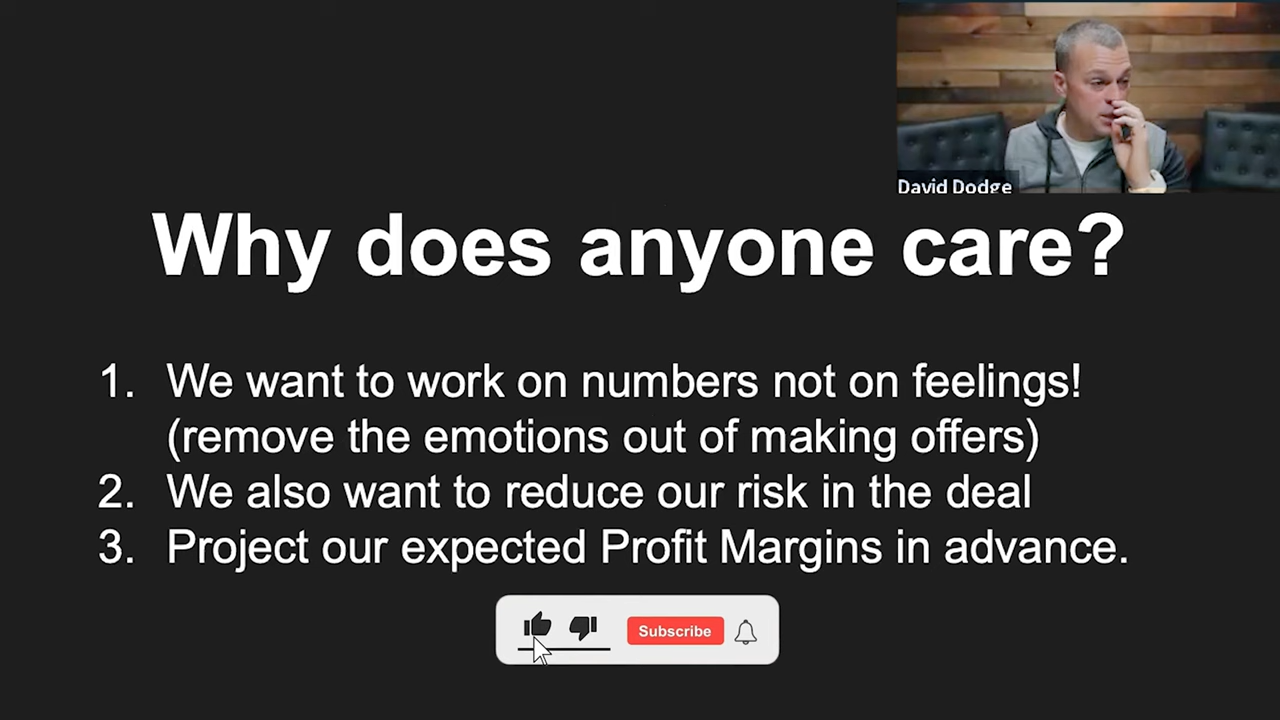 David Dodge
Why does anyone care?
1. We want to work on numbers not on feelings!
(remove the emotions out of making offers)
2. We also want to reduce our risk in the deal
3. Project our expected Profit Margins in advance.
Subscribe